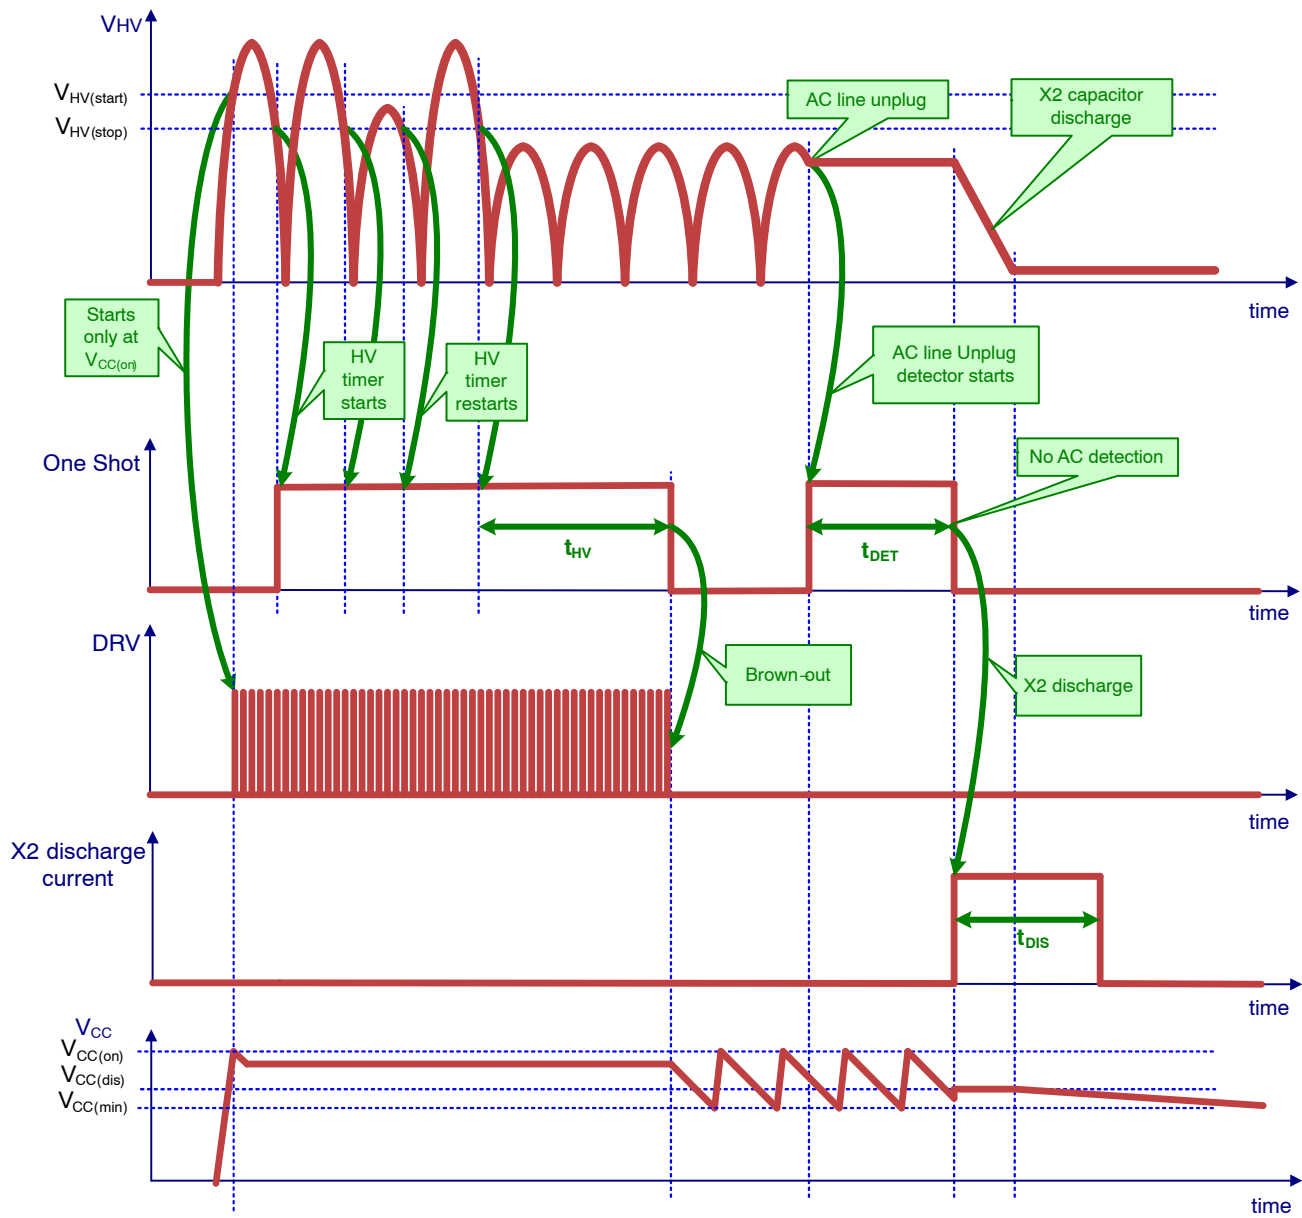 VHV
VHV(start)
VHV(stop)
AC line unplug
X2 capacitor
discharge
time
Starts
only at
VCC(on)
HV
timer
starts
HV
timer
restarts
AC line Unplug
detector starts
One Shot
No AC detection
tHV
tDET
time
DRV
Brown-out
X2 discharge
time
X2 discharge
current
tDIS
time
VCC
VCC(on)
VCC(dis)
VCC(min)
time